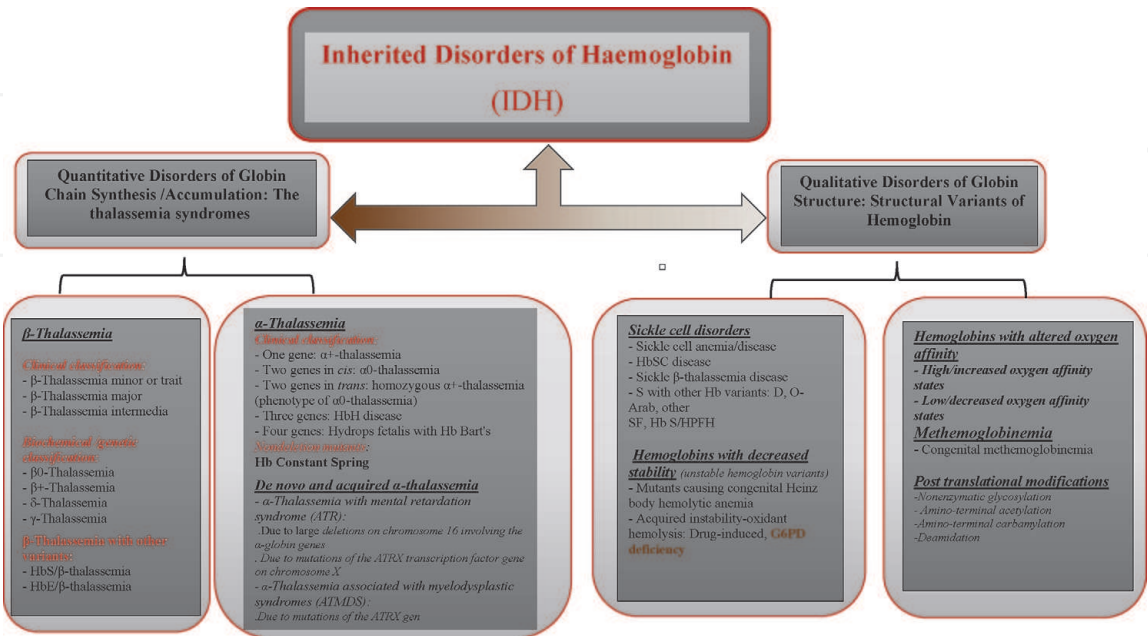 Inherited Disorders of Haemoglobin
(IDH)
Quantitative Disorders of Globin
Chain Synthesis /Accumulation: The
thalassemia syndromes
Qualitative Disorders of Globin
Structure: Structural Variants of
Hemoglobin
β-Thalassemia
Clinical classification:
- β-Thalassemia minor or trait
- β-Thalassemia major
- β-Thalassemia intermedia
Biochemical/genetic
classification:
- β0-Thalassemia
- β+-Thalassemia
- δ-Thalassemia
- γ-Thalassemia
β-Thalassemia with other
variants:
- HbS/β-thalassemia
- HbE/β-thalassemia
α-Thalassemia
Clinical classification:
- One gene: α+-thalassemia
- Two genes in cis: α0-thalassemia
- Two genes in trans: homozygous α+-thalassemia
(phenotype of α0-thalassemia)
- Three genes: HbH disease
- Four genes: Hydrops fetalis with Hb Bart's
Nondeletion mutants:
Hb Constant Spring
De novo and acquired α-thalassemia
- α-Thalassemia with mental retardation
syndrome (ATR):
.Due to large deletions on chromosome 16 involving the
α-globin genes
. Due to mutations of the ATRX transcription factor gene
on chromosome X
- α-Thalassemia associated with myelodysplastic
syndromes (ATMDS):
.Due to mutations of the ATRX gen
Sickle cell disorders
- Sickle cell anemia/disease
- HbSC disease
- Sickle β-thalassemia disease
- S with other Hb variants: D, O-
Arab, other
SF, Hb S/HPFH
Hemoglobins with decreased
stability (unstable hemoglobin variants)
- Mutants causing congenital Heinz
body hemolytic anemia
- Acquired instability-oxidant
hemolysis: Drug-induced, G6PD
deficiency
Hemoglobins with altered oxygen
affinity
- High/increased oxygen affinity
states
- Low/decreased oxygen affinity
states
Methemoglobinemia
- Congenital methemoglobinemia
Post translational modifications
-Nonenzymatic glycosylation
- Amino-terminal acetylation
-Amino-terminal carbamylation
-Deamidation